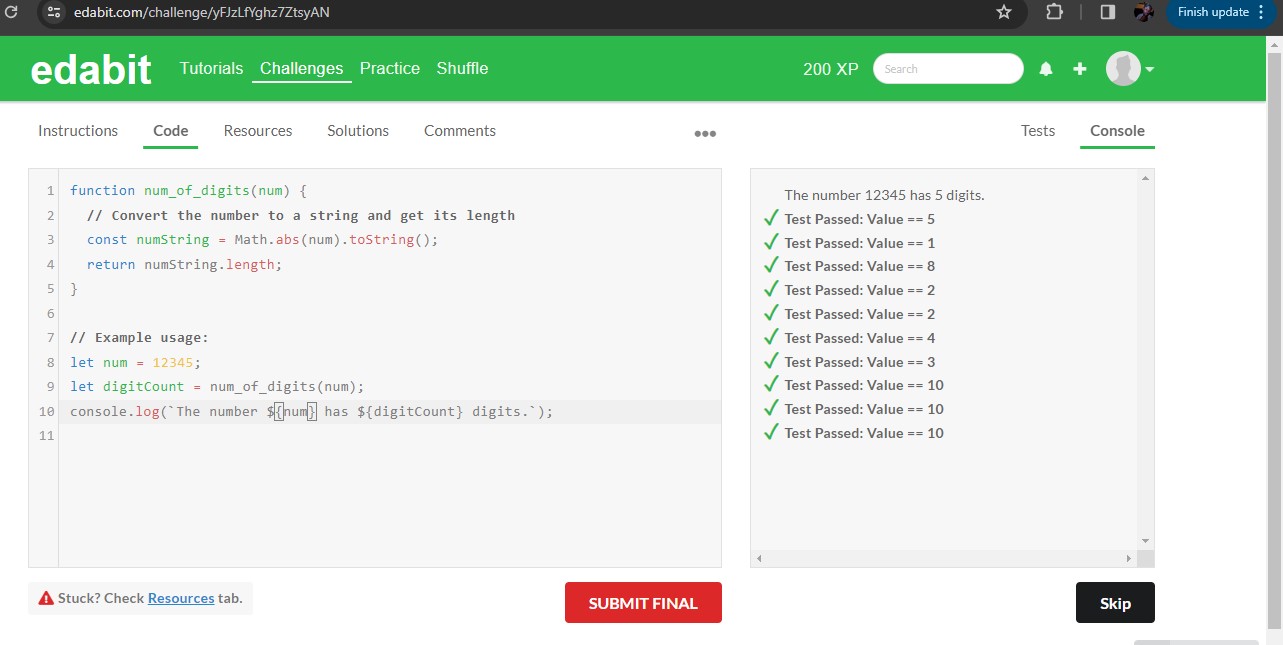 edabit.com/challenge/yFJzLfYghz7ZtsyAN
Finish update
edabit Tutorials Challenges Practice Shuffle 200 XP Search
Instructions Code Resources Solutions Comments Tests Console
1 function num_of_digits(num) {
2 // Convert the number to a string and get its length
3 const numString = Math.abs(num).toString();
4 return numString.length;
5 }
6
7 // Example usage:
8 let num = 12345;
9 let digitCount = num_of_digits(num);
10 console.log(`The number ${num} has ${digitCount} digits.`);
11
The number 12345 has 5 digits.
Test Passed: Value == 5
Test Passed: Value == 1
Test Passed: Value == 8
Test Passed: Value == 2
Test Passed: Value == 2
Test Passed: Value == 4
Test Passed: Value == 3
Test Passed: Value == 10
Test Passed: Value == 10
Test Passed: Value == 10
Stuck? Check Resources tab.
SUBMIT FINAL
Skip